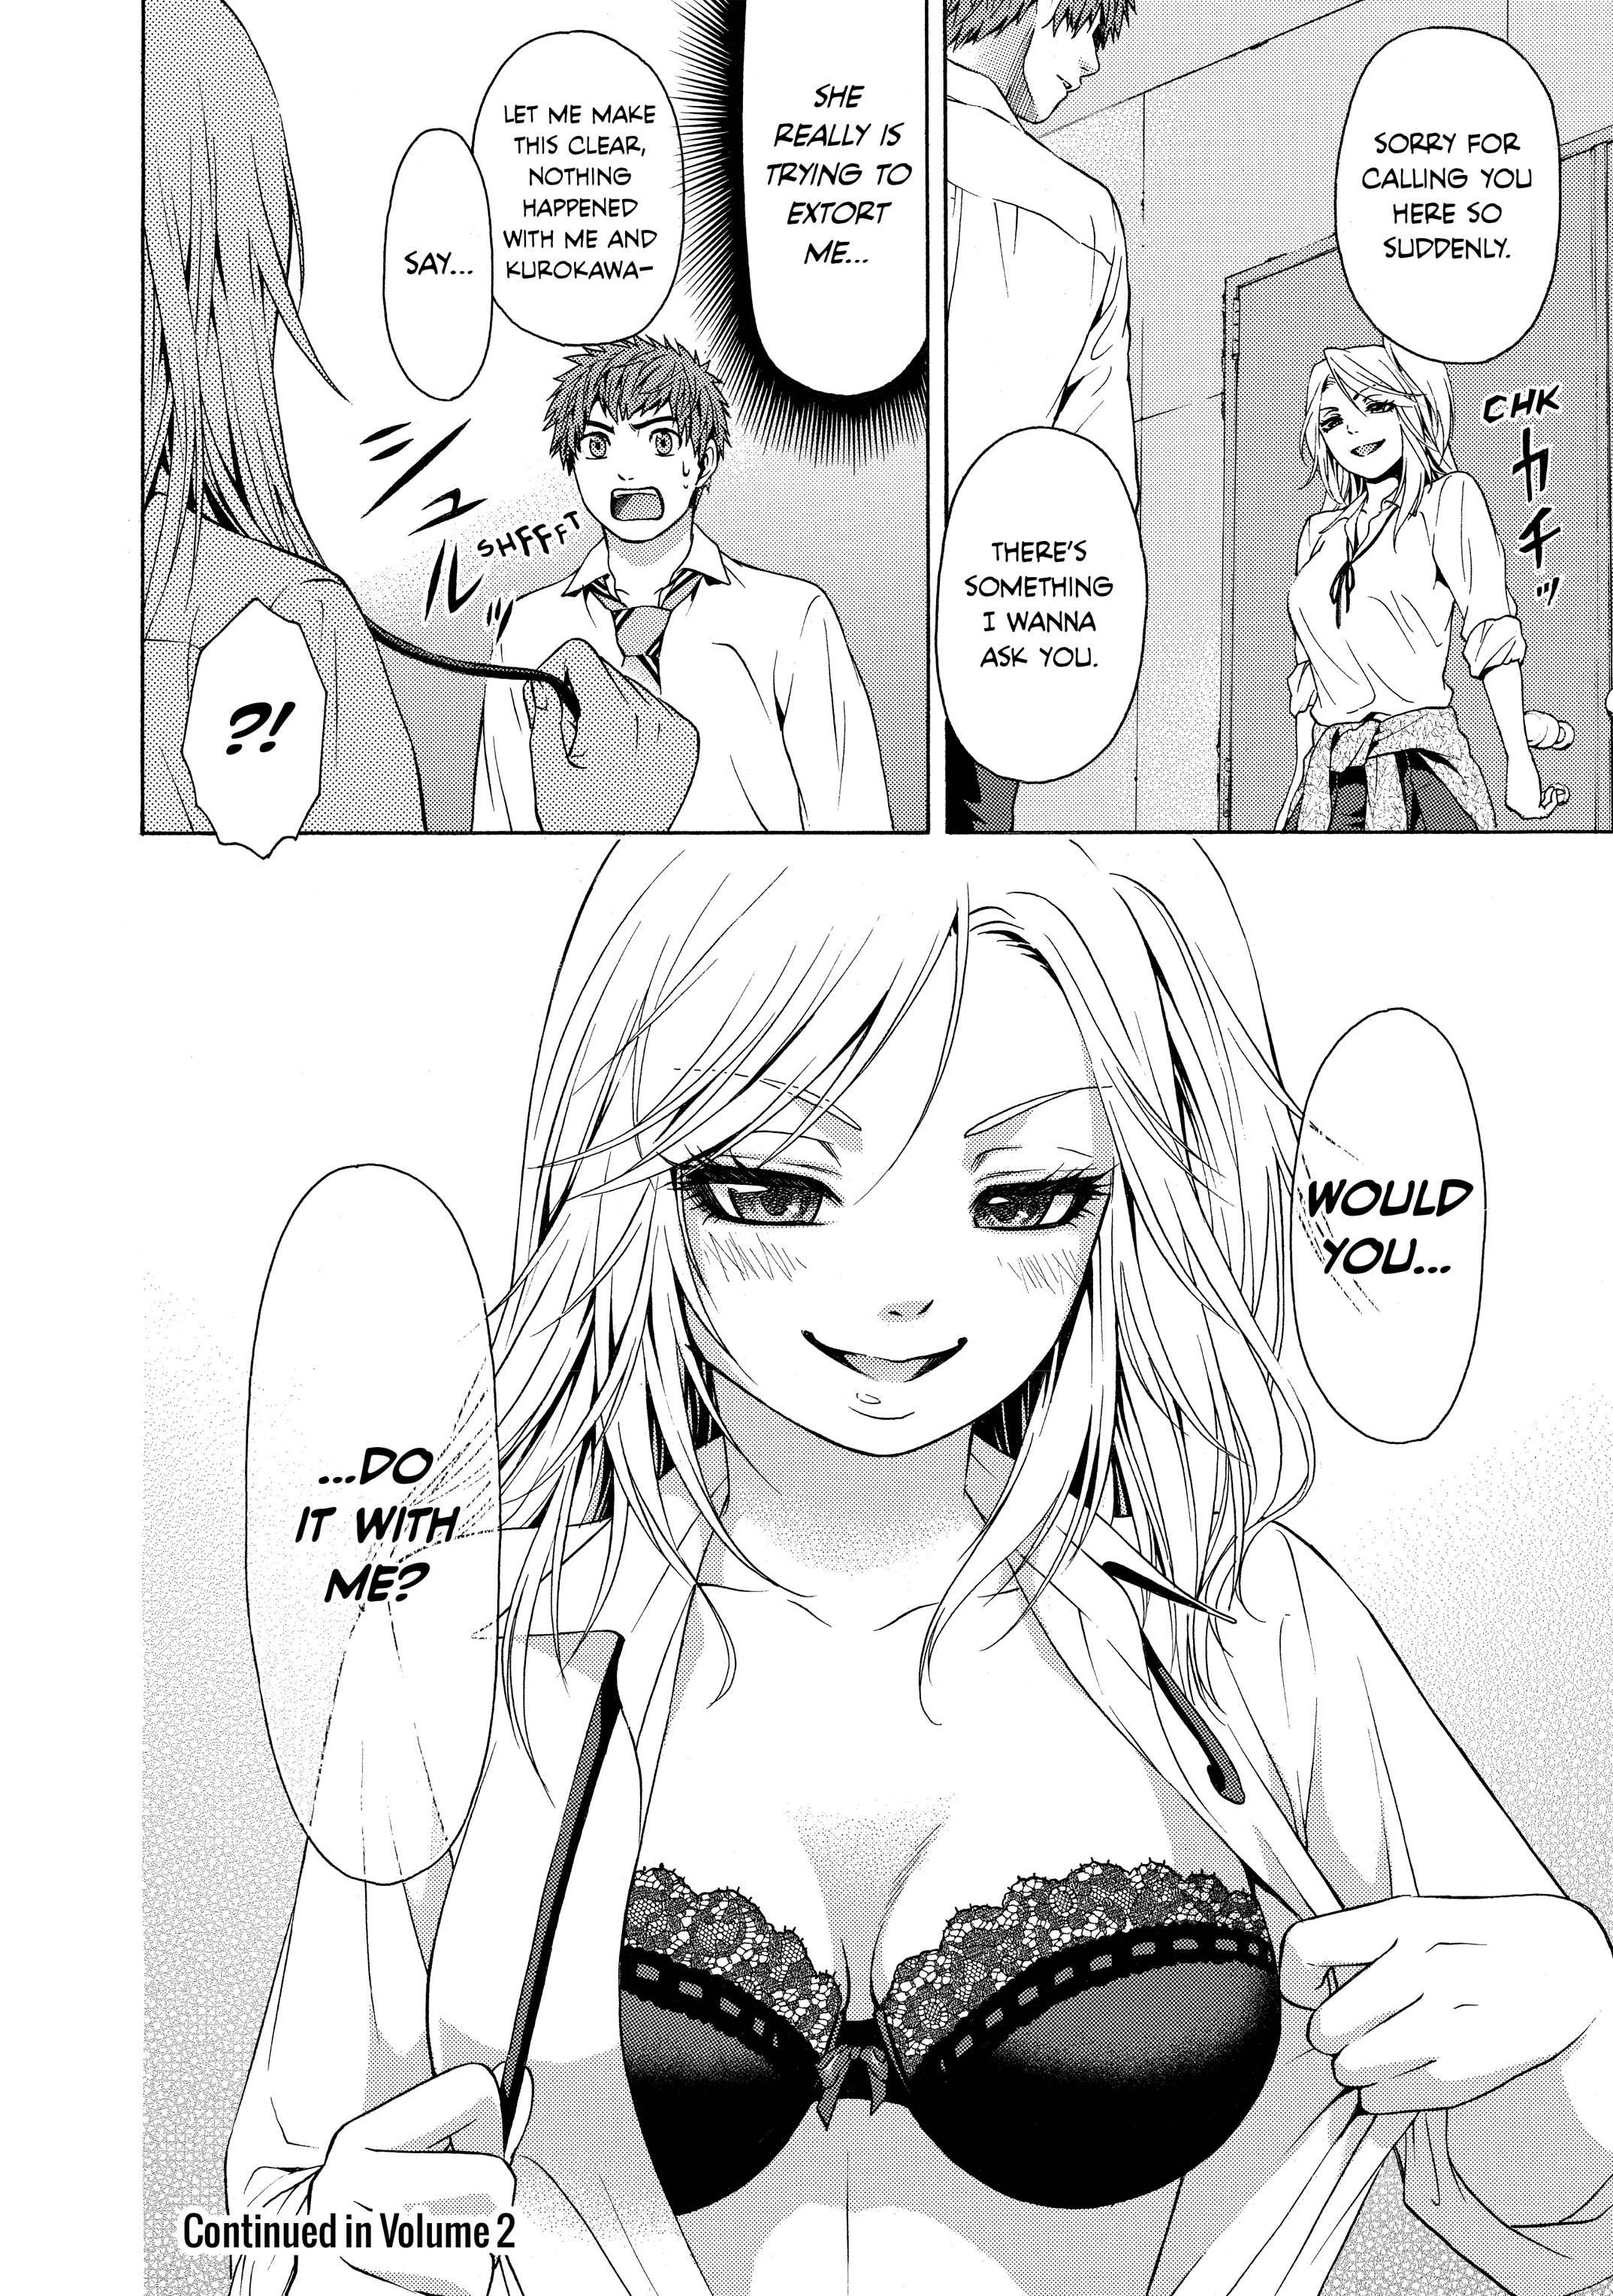 SORRY FOR
CALLING YOU
HERE SO
SUDDENLY.
CHK
カチッ
THERE'S
SOMETHING
I WANNA
ASK YOU.
SHE
REALLY IS
TRYING TO
EXTORT
ME...
LET ME MAKE
THIS CLEAR,
NOTHING
HAPPENED
WITH ME AND
KUROKAWA-
SAY...
シュルッ
SHFFFT
?!
WOULD
YOU...
...DO
IT WITH
ME?
Continued in Volume 2